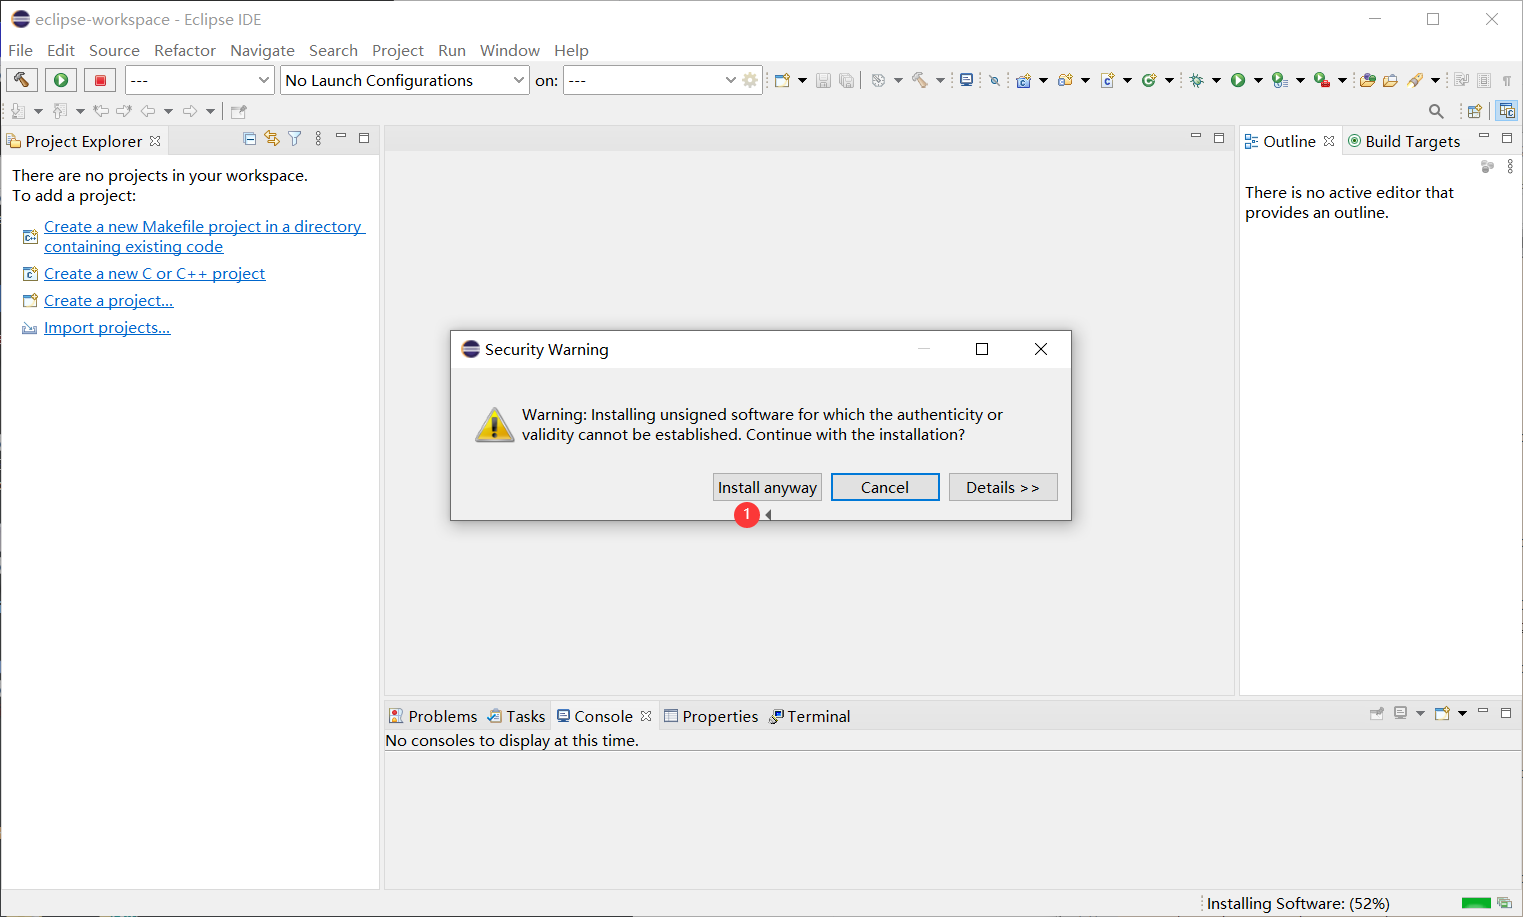 eclipse-workspace - Eclipse IDE
File Edit Source Refactor Navigate Search Project Run Window Help
--- No Launch Configurations on: ---
Project Explorer
There are no projects in your workspace.
To add a project:
Create a new Makefile project in a directory
containing existing code
Create a new C or C++ project
Create a project...
Import projects...
Outline Build Targets
There is no active editor that
provides an outline.
Security Warning
Warning: Installing unsigned software for which the authenticity or
validity cannot be established. Continue with the installation?
Install anyway Cancel Details >>
1
Problems Tasks Console Properties Terminal
No consoles to display at this time.
Installing Software: (52%)